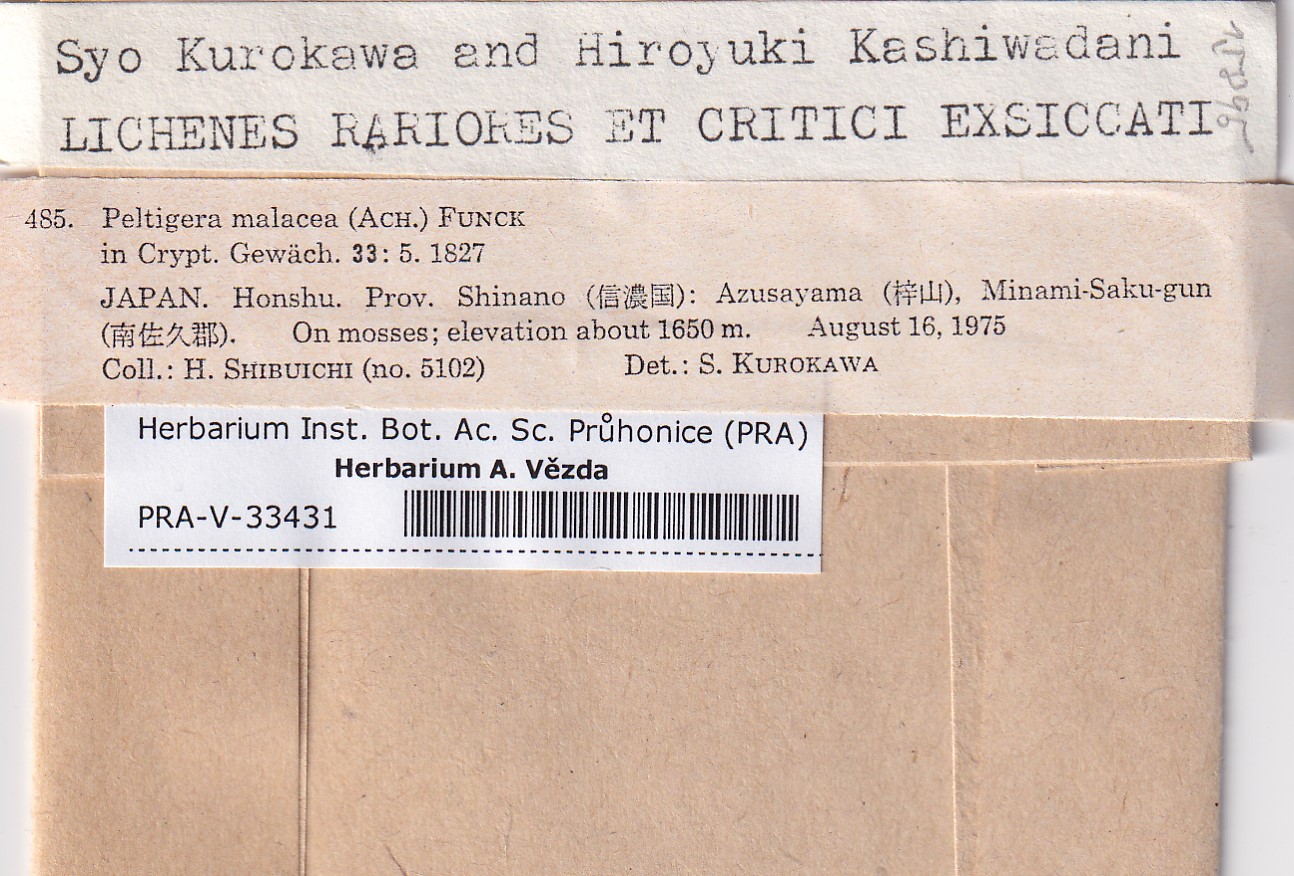 Syo Kurokawa and Hiroyuki Kashiwadani
LICHENES RARIORES ET CRITICI EXSICCATI
485. Peltigera malacea (ACH.) FUNCK
in Crypt. Gewäch. 33: 5. 1827
JAPAN. Honshu. Prov. Shinano (信濃国): Azusayama (梓山), Minami-Saku-gun
(南佐久郡). On mosses; elevation about 1650 m. August 16, 1975
Coll.: H. SHIBUICHI (no. 5102) Det.: S. KUROKAWA
Herbarium Inst. Bot. Ac. Sc. Průhonice (PRA)
Herbarium A. Vězda
PRA-V-33431